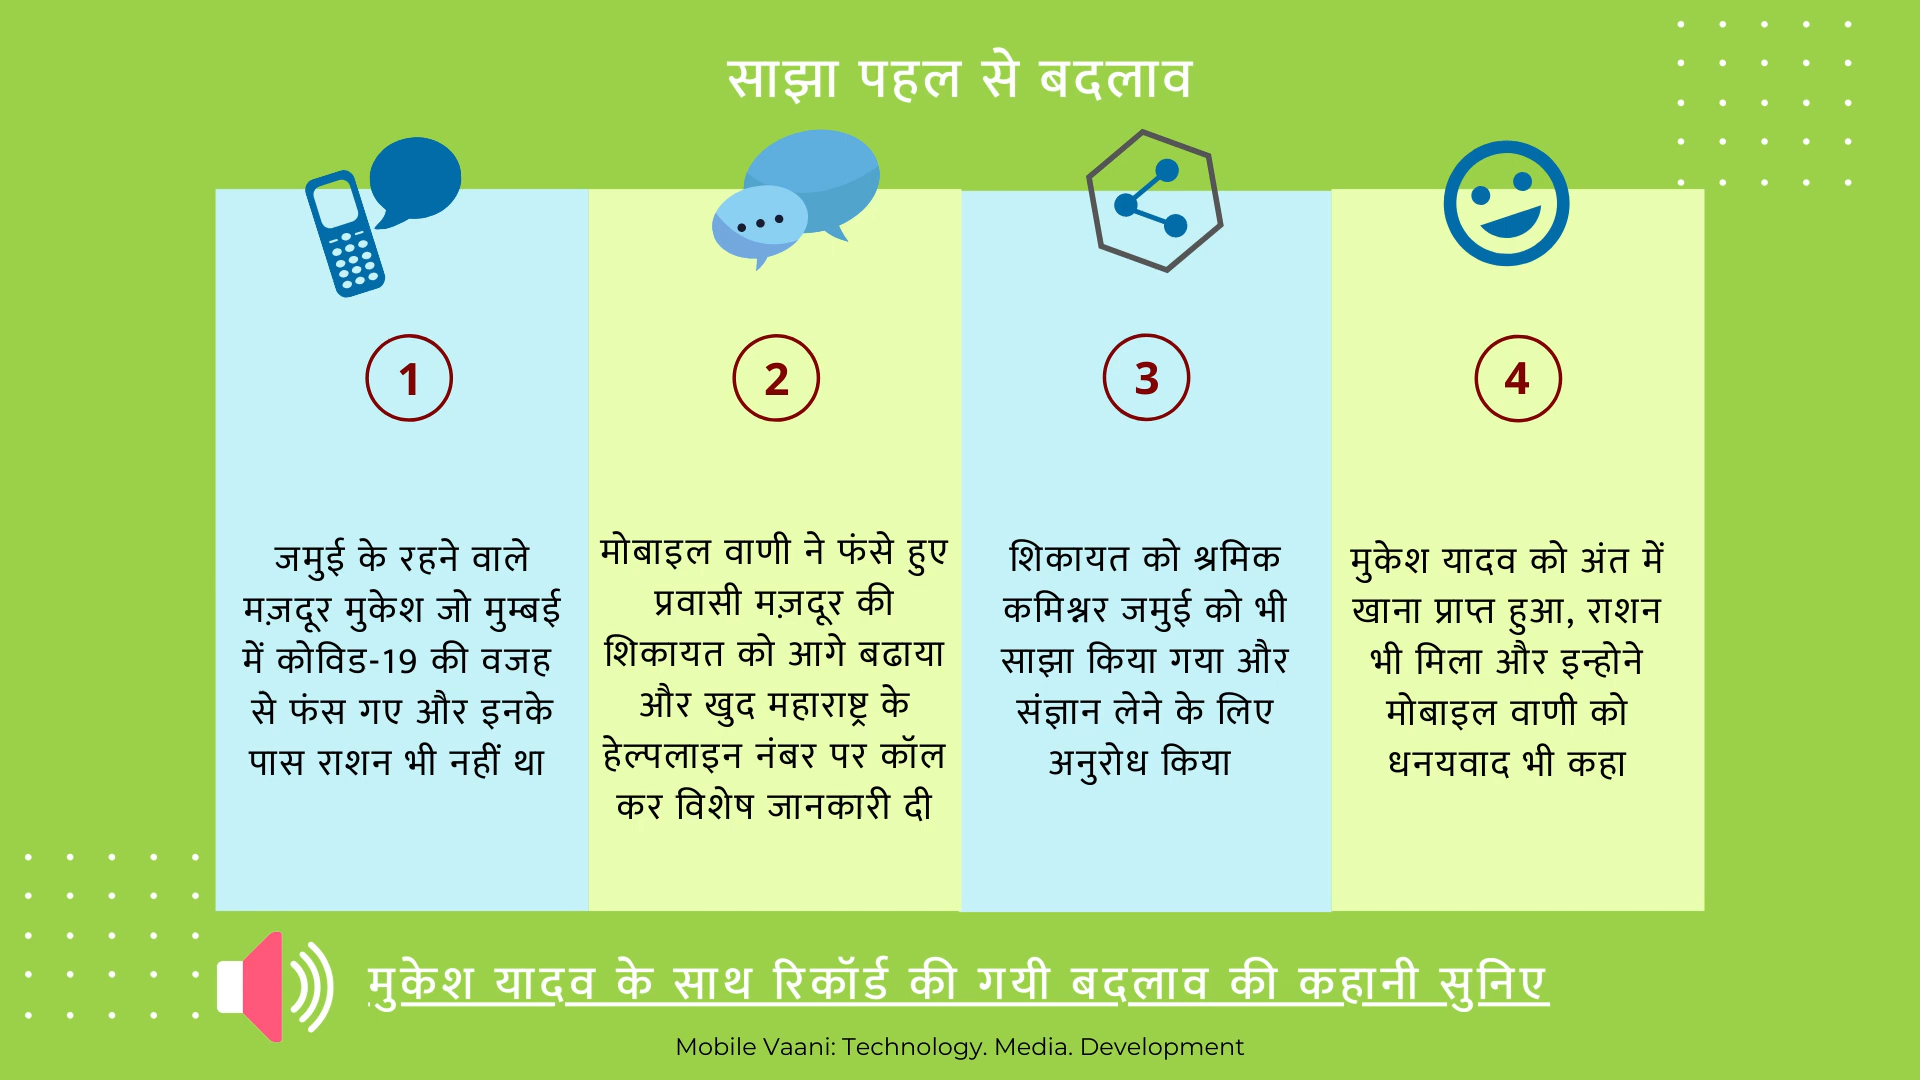 साझा पहल से बदलाव
1
जमुई के रहने वाले
मज़दूर मुकेश जो मुम्बई
में कोविड-19 की वजह
से फंस गए और इनके
पास राशन भी नहीं था
2
मोबाइल वाणी ने फंसे हुए
प्रवासी मज़दूर की
शिकायत को आगे बढाया
और खुद महाराष्ट्र के
हेल्पलाइन नंबर पर कॉल
कर विशेष जानकारी दी
3
शिकायत को श्रमिक
कमिश्नर जमुई को भी
साझा किया गया और
संज्ञान लेने के लिए
अनुरोध किया
4
मुकेश यादव को अंत में
खाना प्राप्त हुआ, राशन
भी मिला और इन्होने
मोबाइल वाणी को
धनयवाद भी कहा
मुकेश यादव के साथ रिकॉर्ड की गयी बदलाव की कहानी सुनिए
Mobile Vaani: Technology. Media. Development